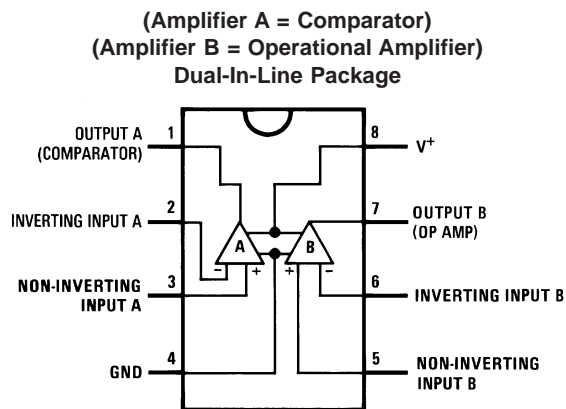 (Amplifier A = Comparator)
(Amplifier B = Operational Amplifier)
Dual-In-Line Package
OUTPUT A
(COMPARATOR)
1
8
V+
INVERTING INPUT A
2
7
OUTPUT B
(OP AMP)
A
B
−
+
+
−
NON-INVERTING
INPUT A
3
6
INVERTING INPUT B
GND
4
5
NON-INVERTING
INPUT B